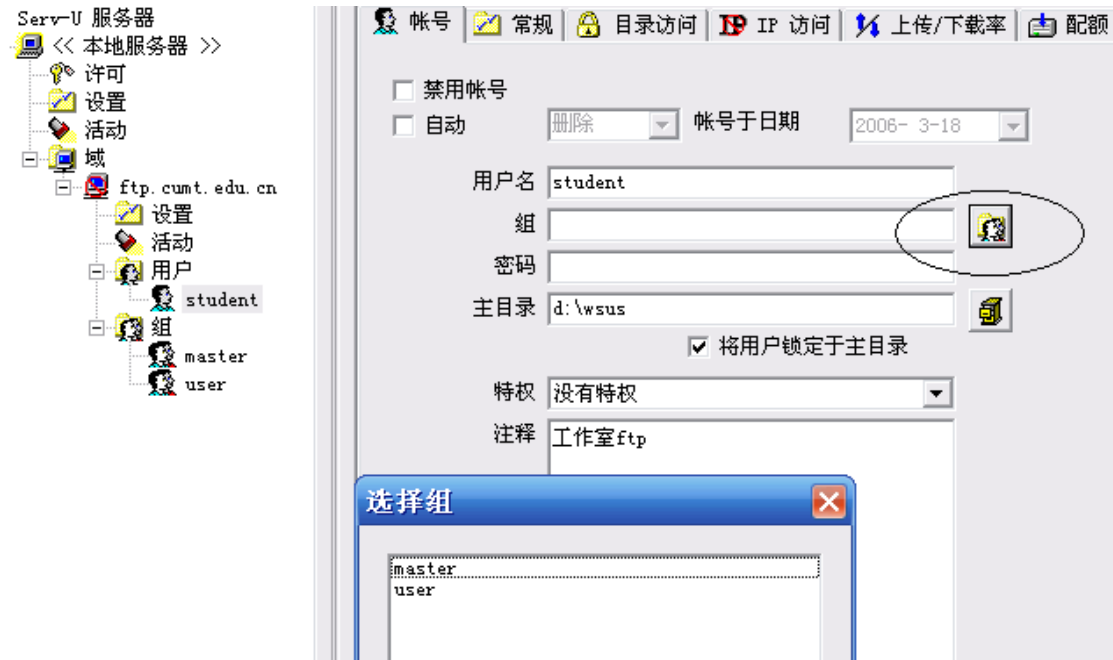 Serv-U 服务器
<< 本地服务器 >>
许可
设置
活动
域
ftp.cumt.edu.cn
设置
活动
用户
student
组
master
user
帐号 常规 目录访问 IP 访问 上传/下载率 配额
禁用帐号
自动 删除 帐号于日期 2006- 3-18
用户名 student
组
密码
主目录 d:\wsus
将用户锁定于主目录
特权 没有特权
注释 工作室ftp
选择组
master
user